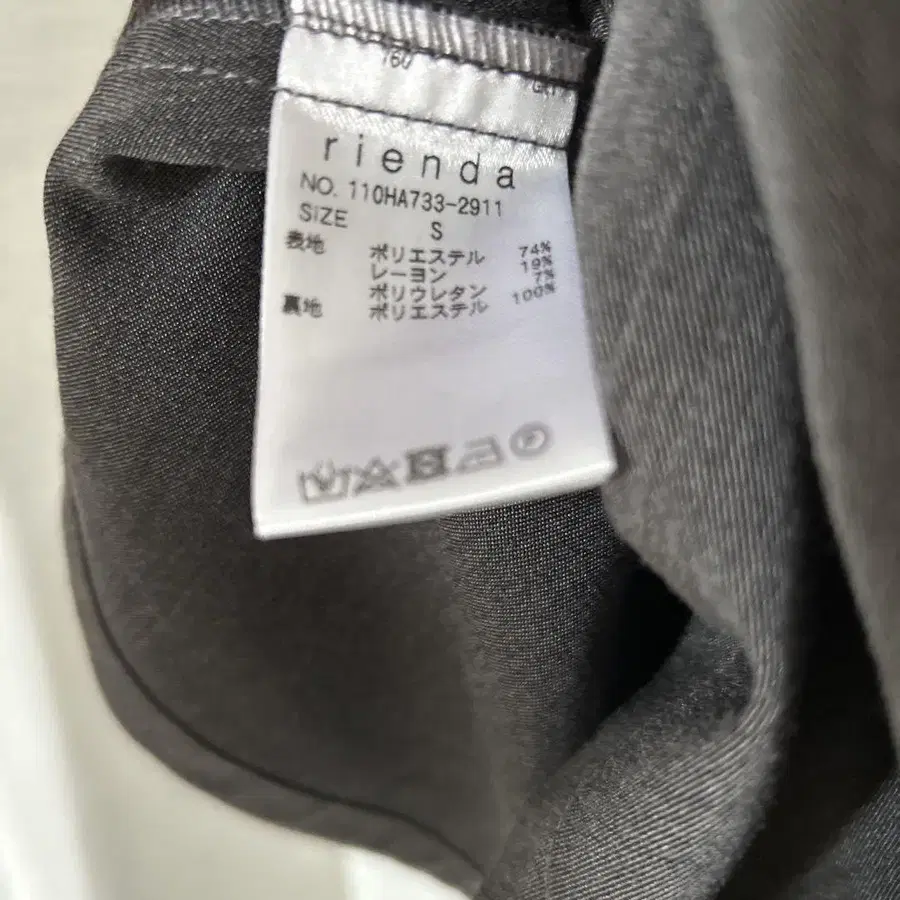 rienda
NO. 110HA733-2911
SIZE S
表地 ポリエステル 74%
レーヨン 19%
ポリウレタン 7%
裏地 ポリエステル 100%